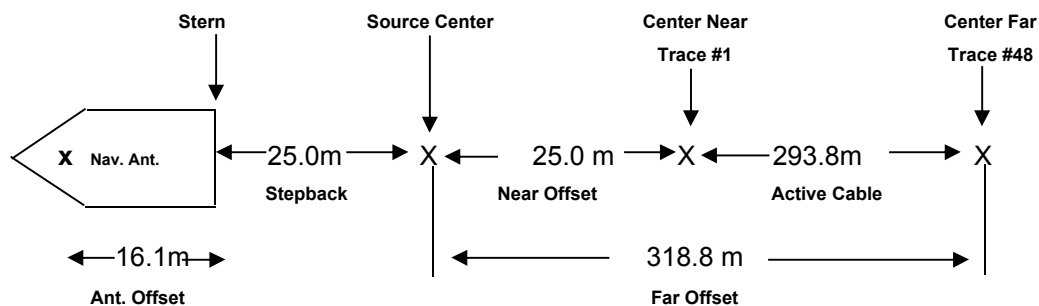 Stern
Source Center
Center Near
Trace #1
Center Far
Trace #48
X Nav. Ant.
25.0m
X
25.0 m
X
293.8m
X
Stepback
Near Offset
Active Cable
16.1m
318.8 m
Ant. Offset
Far Offset